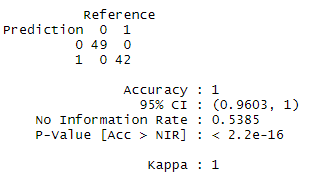 Reference
Prediction 0 1
0 49 0
1 0 42
Accuracy : 1
95% CI : (0.9603, 1)
No Information Rate : 0.5385
P-Value [Acc > NIR] : < 2.2e-16
Kappa : 1